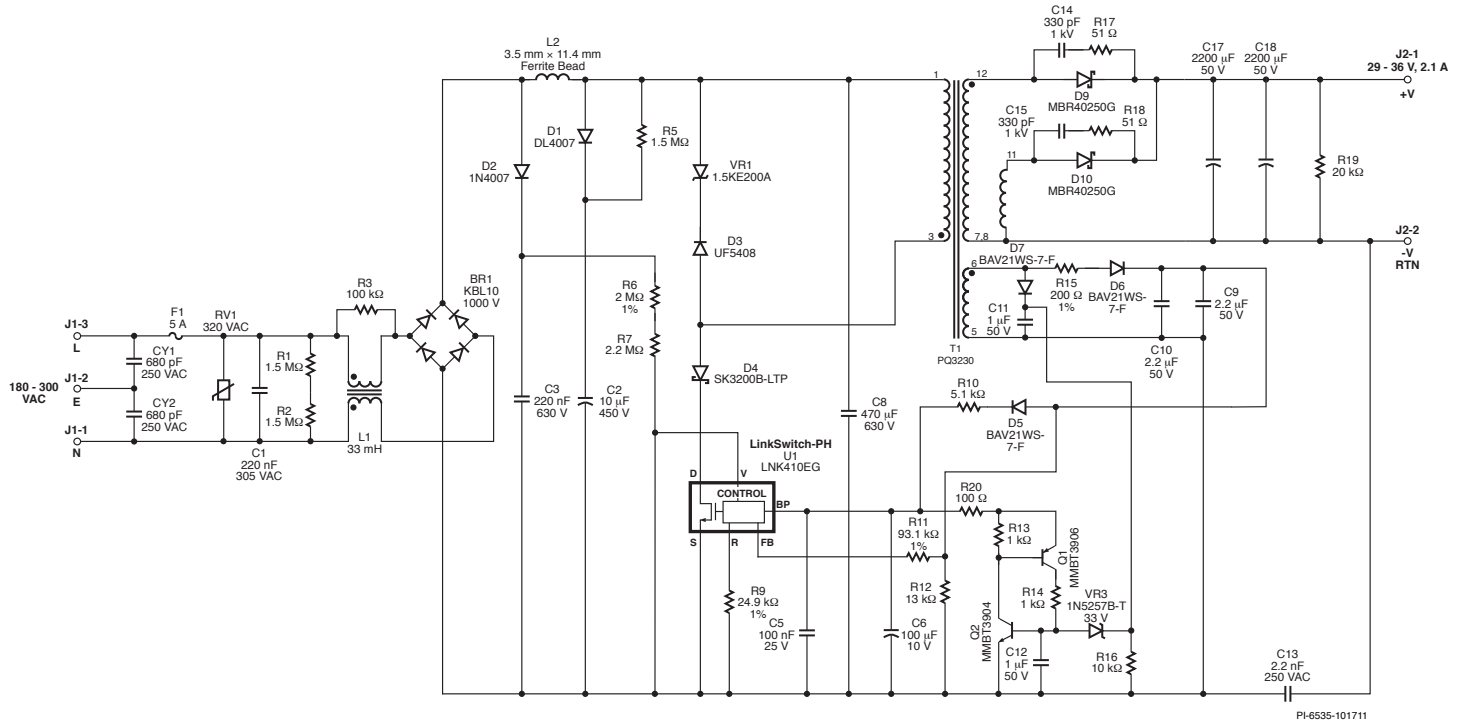 L2
3.5 mm × 11.4 mm
Ferrite Bead
C14
330 pF
1 kV
R17
51 Ω
C17
2200 µF
50 V
C18
2200 µF
50 V
J2-1
29 - 36 V, 2.1 A
+V
1
12
D9
MBR40250G
C15
330 pF
1 kV
R18
51 Ω
D1
DL4007
R5
1.5 MΩ
D2
1N4007
VR1
1.5KE200A
11
D10
MBR40250G
R19
20 kΩ
3
7,8
D3
UF5408
J2-2
-V
RTN
D7
BAV21WS-7-F
6
R15
200 Ω
1%
D6
BAV21WS-
7-F
C9
2.2 µF
50 V
C11
1 µF
50 V
5
T1
PQ3230
C10
2.2 µF
50 V
R3
100 kΩ
BR1
KBL10
1000 V
R6
2 MΩ
1%
R7
2.2 MΩ
F1
5 A
RV1
320 VAC
J1-3
L
CY1
680 pF
250 VAC
R1
1.5 MΩ
180 - 300
VAC
J1-2
E
CY2
680 pF
250 VAC
R2
1.5 MΩ
J1-1
N
C1
220 nF
305 VAC
L1
33 mH
D4
SK3200B-LTP
C3
220 nF
630 V
C2
10 µF
450 V
C8
470 µF
630 V
R10
5.1 kΩ
D5
BAV21WS-
7-F
LinkSwitch-PH
U1
LNK410EG
D
V
CONTROL
BP
S
R
FB
R20
100 Ω
R11
93.1 kΩ
1%
R13
1 kΩ
Q1
MMBT3906
R12
13 kΩ
R14
1 kΩ
VR3
1N5257B-T
33 V
R9
24.9 kΩ
1%
C5
100 nF
25 V
C6
100 µF
10 V
Q2
MMBT3904
C12
1 µF
50 V
R16
10 kΩ
C13
2.2 nF
250 VAC
PI-6535-101711